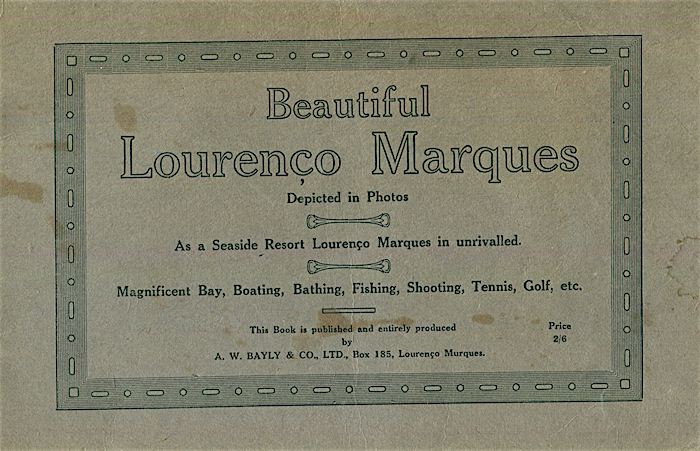 Beautiful
Lourenço Marques
Depicted in Photos
As a Seaside Resort Lourenço Marques in unrivalled.
Magnificent Bay, Boating, Bathing, Fishing, Shooting, Tennis, Golf, etc.
This Book is published and entirely produced
by
A. W. BAYLY & CO., LTD., Box 185, Lourenço Murques.
Price
2/6